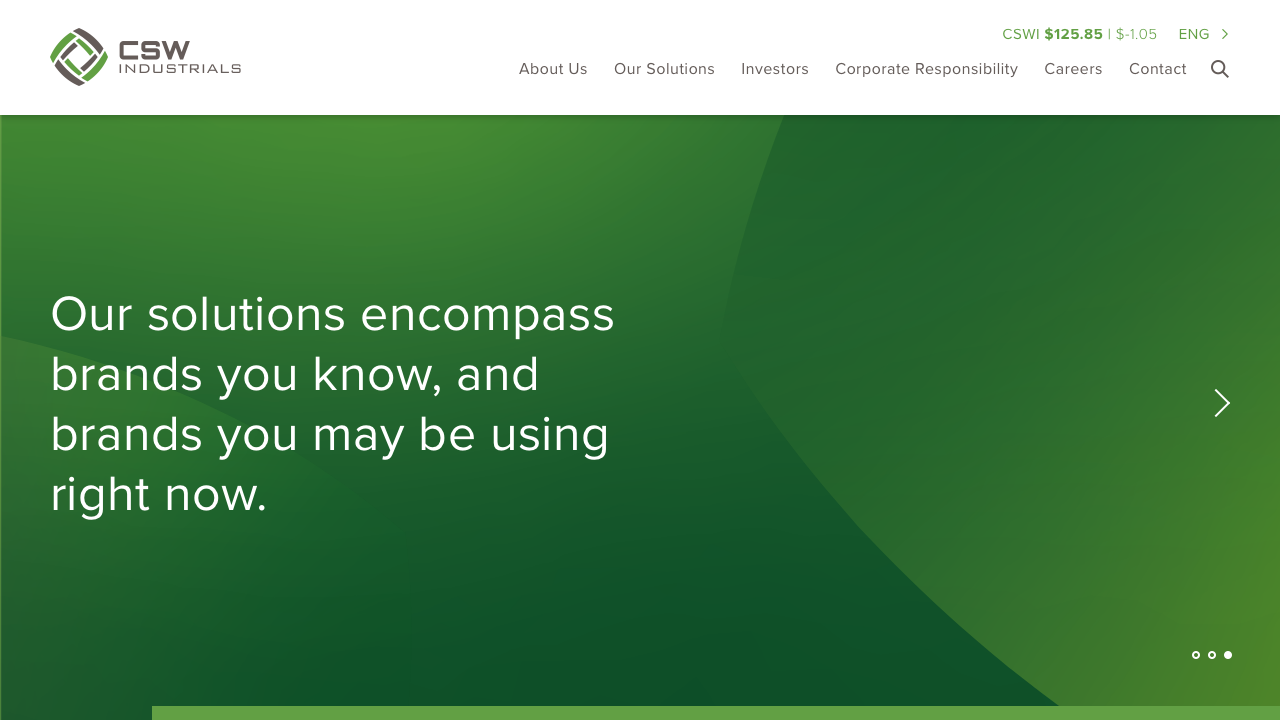 CSW
INDUSTRIALS
CSWI $125.85 | $-1.05
ENG
About Us
Our Solutions
Investors
Corporate Responsibility
Careers
Contact
Our solutions encompass
brands you know, and
brands you may be using
right now.